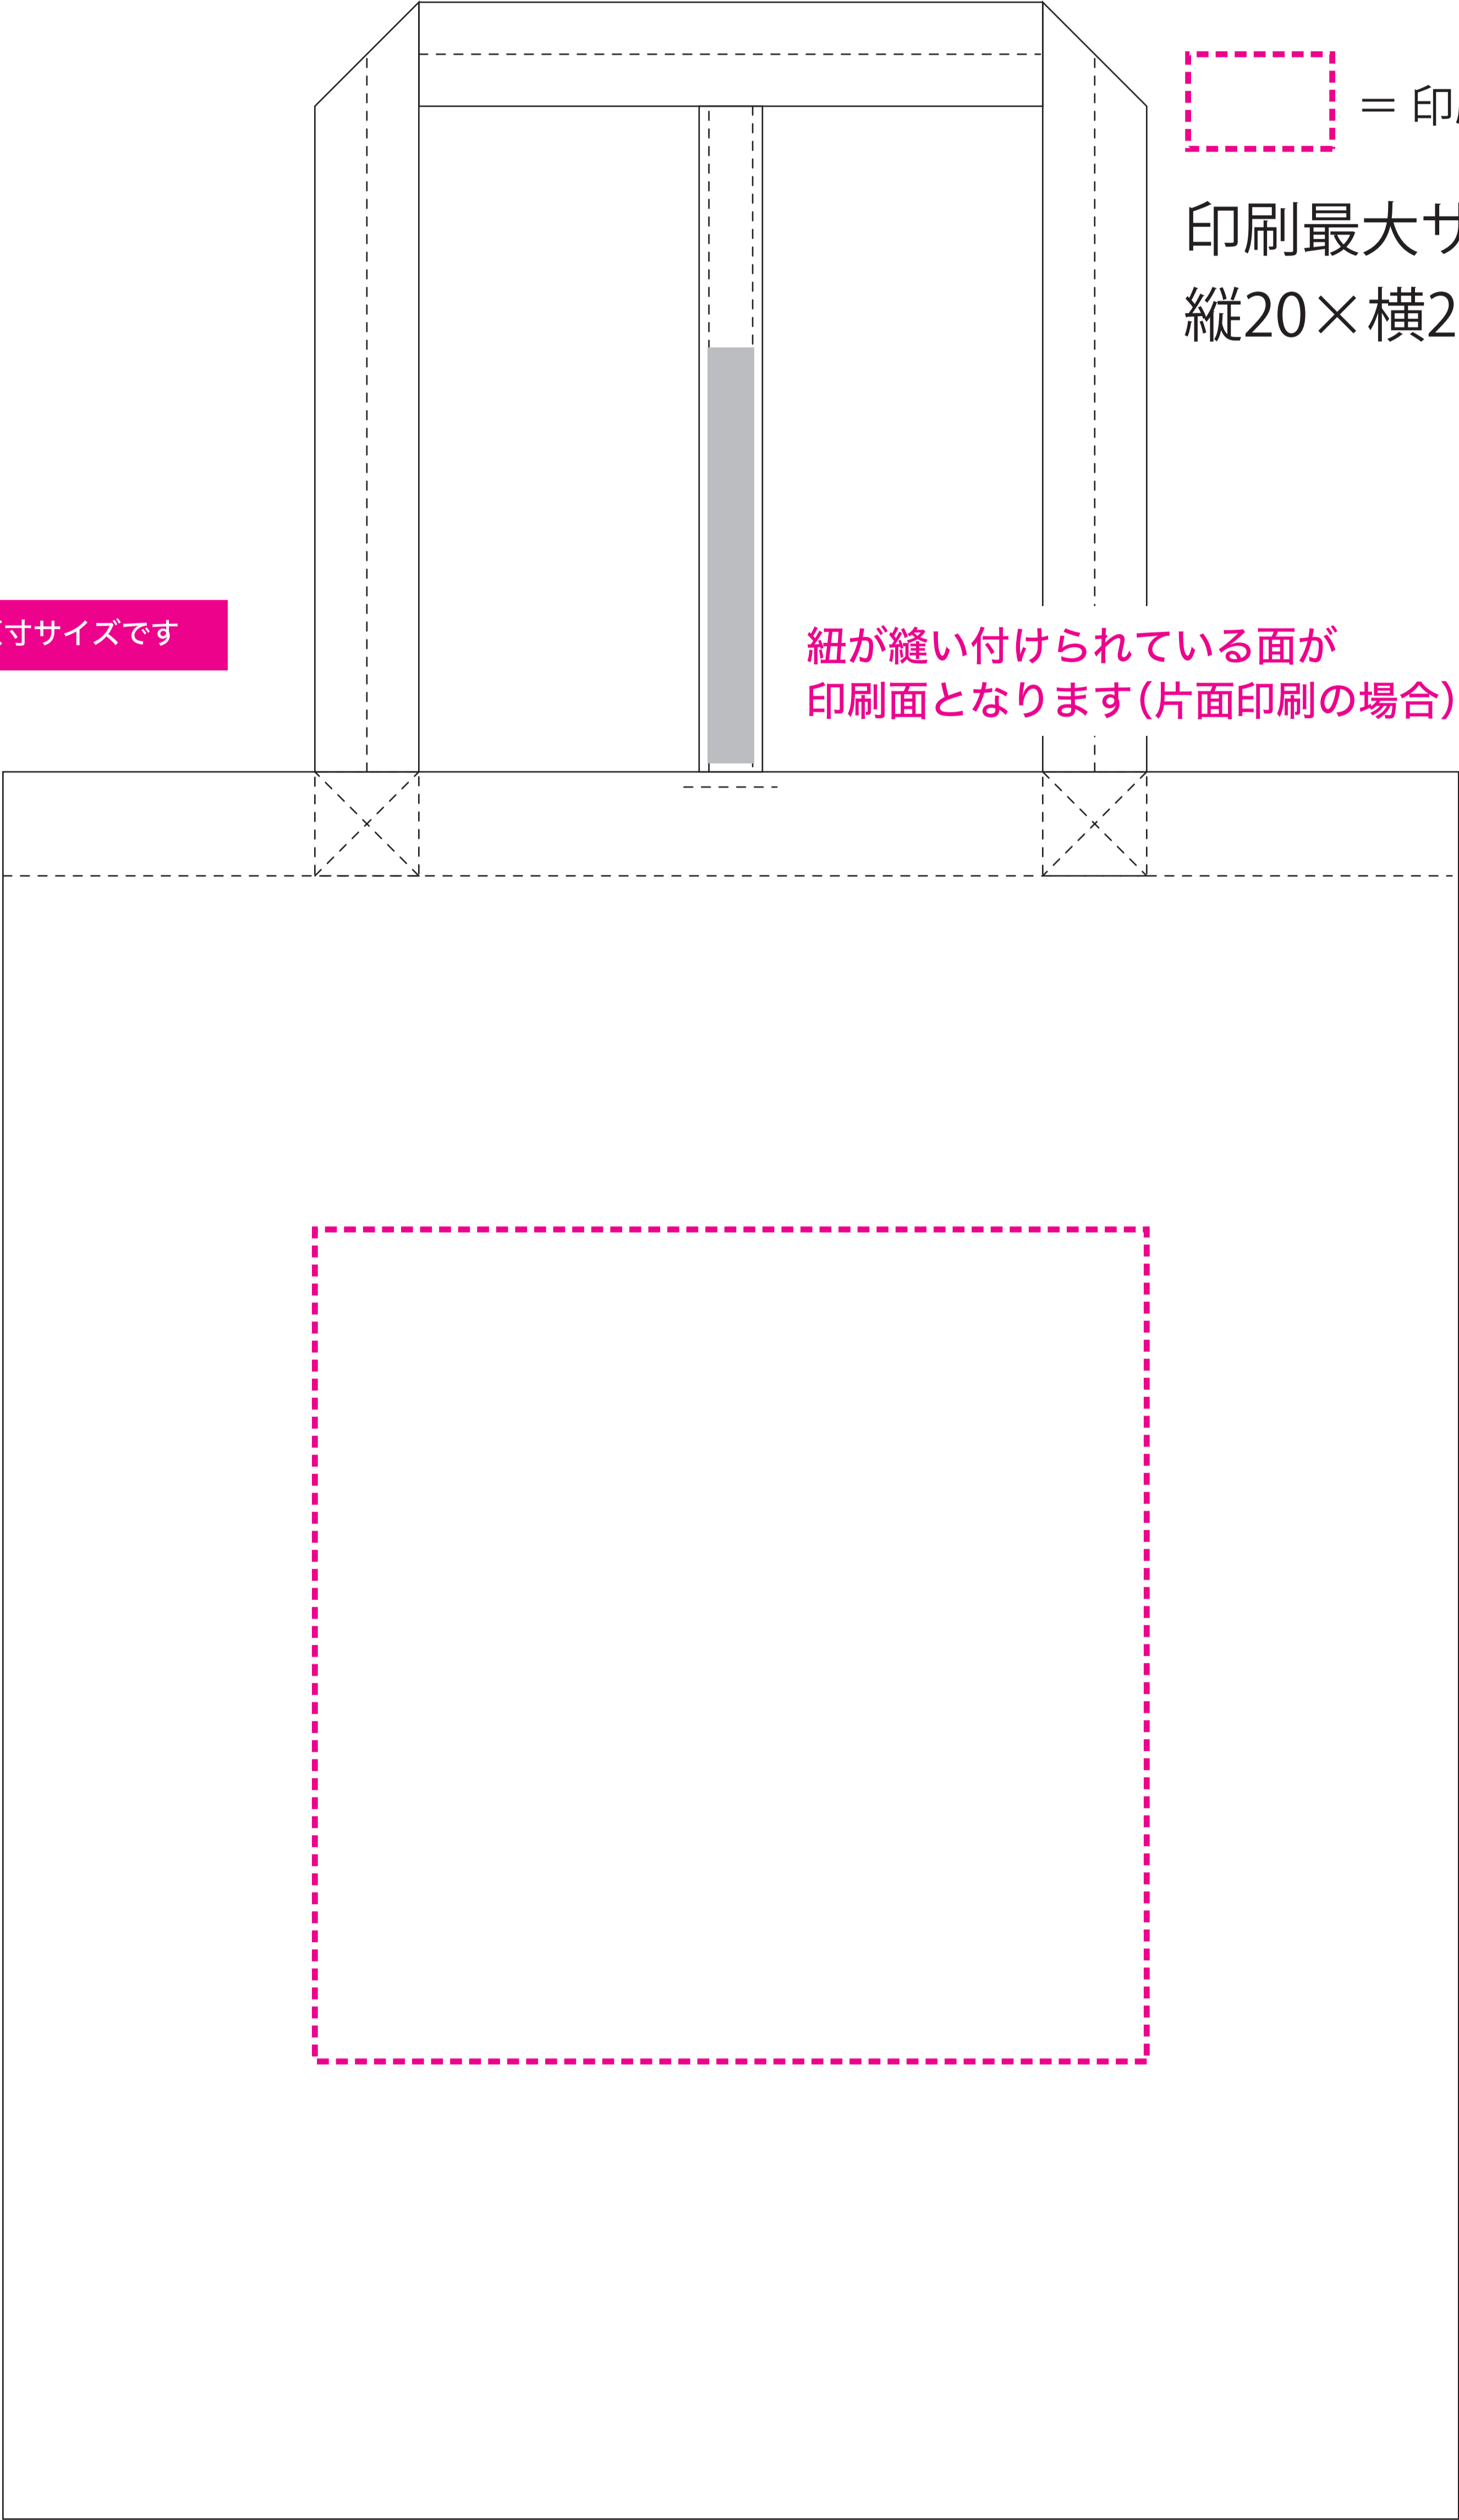 ＝ 印
印刷最大サ
縦20×横2
寸サイズです
紐が縫い付けられている面が
印刷面となります(片面印刷の場合)